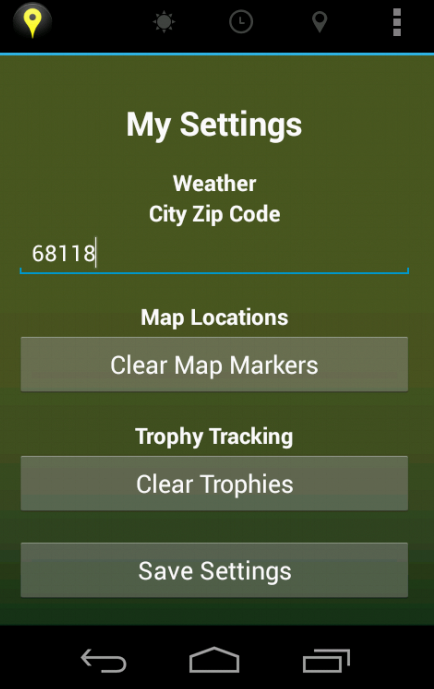 My Settings
Weather
City Zip Code
68118
Map Locations
Clear Map Markers
Trophy Tracking
Clear Trophies
Save Settings